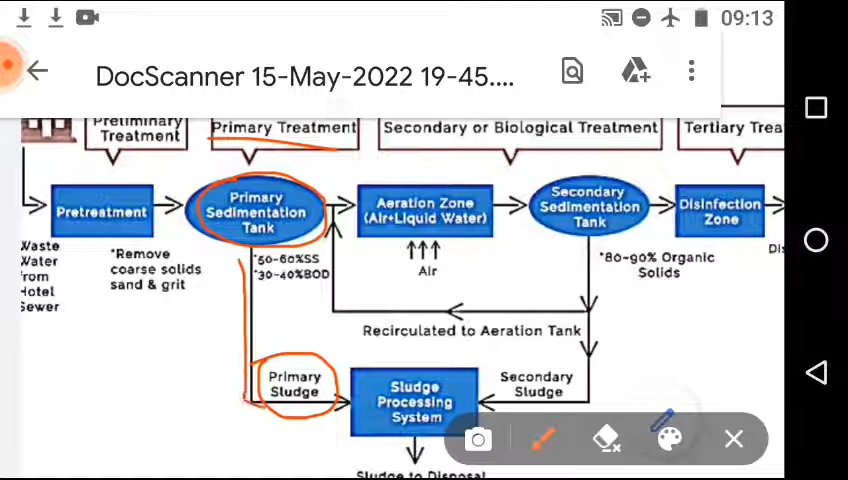 09:13
DocScanner 15-May-2022 19-45....
Preliminary
Treatment
Primary Treatment
Secondary or Biological Treatment
Tertiary Trea
Pretreatment
Primary
Sedimentation
Tank
Aeration Zone
(Air+Liquid Water)
Secondary
Sedimentation
Tank
Disinfection
Zone
Waste
Water
from
Hotel
Sewer
*Remove
coarse solids
sand & grit
*50-60%SS
*30-40%BOD
Air
*80-90% Organic
Solids
Dis
Recirculated to Aeration Tank
Primary
Sludge
Sludge
Processing
System
Secondary
Sludge
Sludge to Disposal